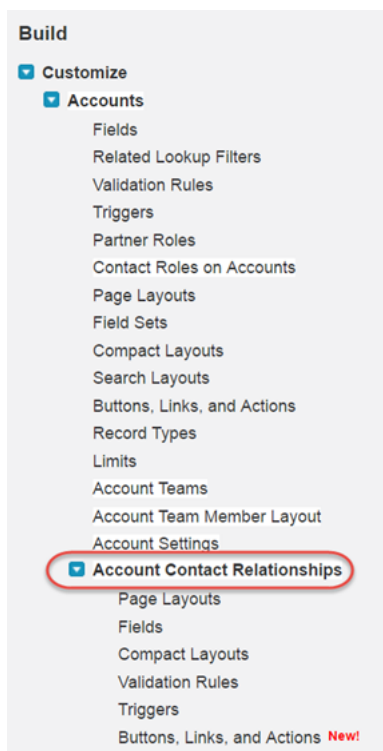 Build
Customize
Accounts
Fields
Related Lookup Filters
Validation Rules
Triggers
Partner Roles
Contact Roles on Accounts
Page Layouts
Field Sets
Compact Layouts
Search Layouts
Buttons, Links, and Actions
Record Types
Limits
Account Teams
Account Team Member Layout
Account Settings
Account Contact Relationships
Page Layouts
Fields
Compact Layouts
Validation Rules
Triggers
Buttons, Links, and Actions New!